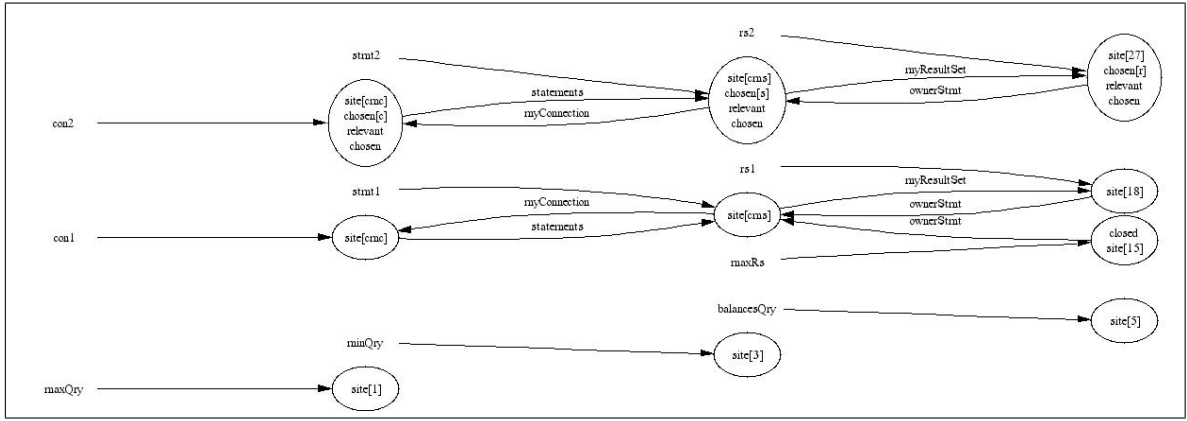 rs2
stmt2
site[cmc]
chosen[c]
relevant
chosen
site[cms]
chosen[s]
relevant
chosen
site[27]
chosen[r]
relevant
chosen
statements
myConnection
myResultSet
ownerStmt
con2
rs1
stmt1
myConnection
statements
site[cmc]
site[cms]
myResultSet
ownerStmt
ownerStmt
site[18]
closed
site[15]
con1
maxRs
balancesQry
site[5]
minQry
site[3]
maxQry
site[1]